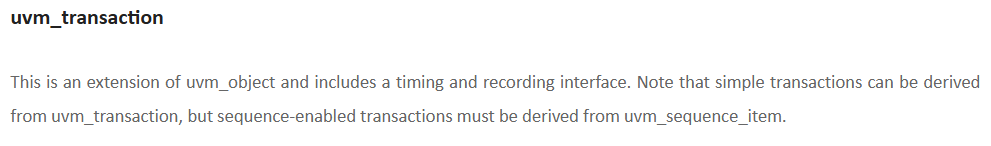 uvm_transaction
This is an extension of uvm_object and includes a timing and recording interface. Note that simple transactions can be derived
from uvm_transaction, but sequence-enabled transactions must be derived from uvm_sequence_item.